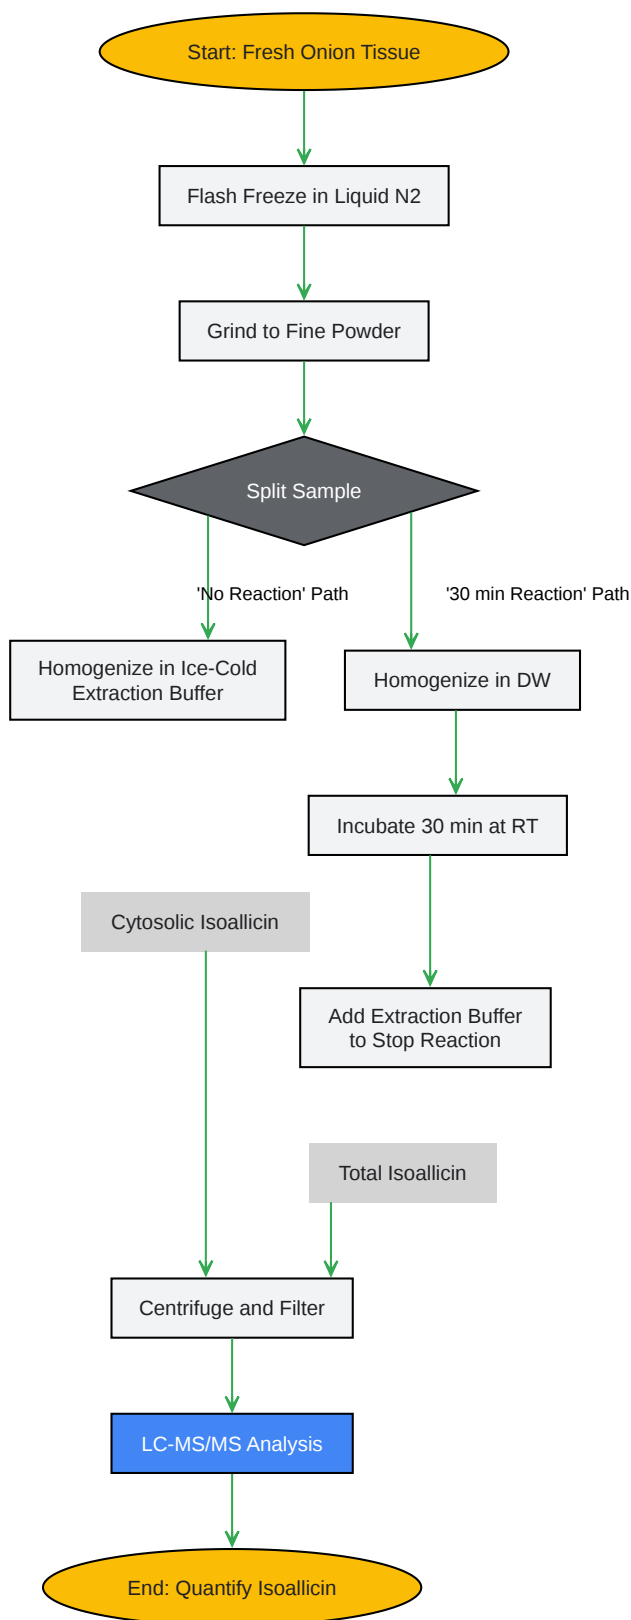 Start: Fresh Onion Tissue
Flash Freeze in Liquid N2
Grind to Fine Powder
Split Sample
'No Reaction' Path
'30 min Reaction' Path
Homogenize in Ice-Cold
Extraction Buffer
Homogenize in DW
Incubate 30 min at RT
Cytosolic Isoallicin
Add Extraction Buffer
to Stop Reaction
Total Isoallicin
Centrifuge and Filter
LC-MS/MS Analysis
End: Quantify Isoallicin